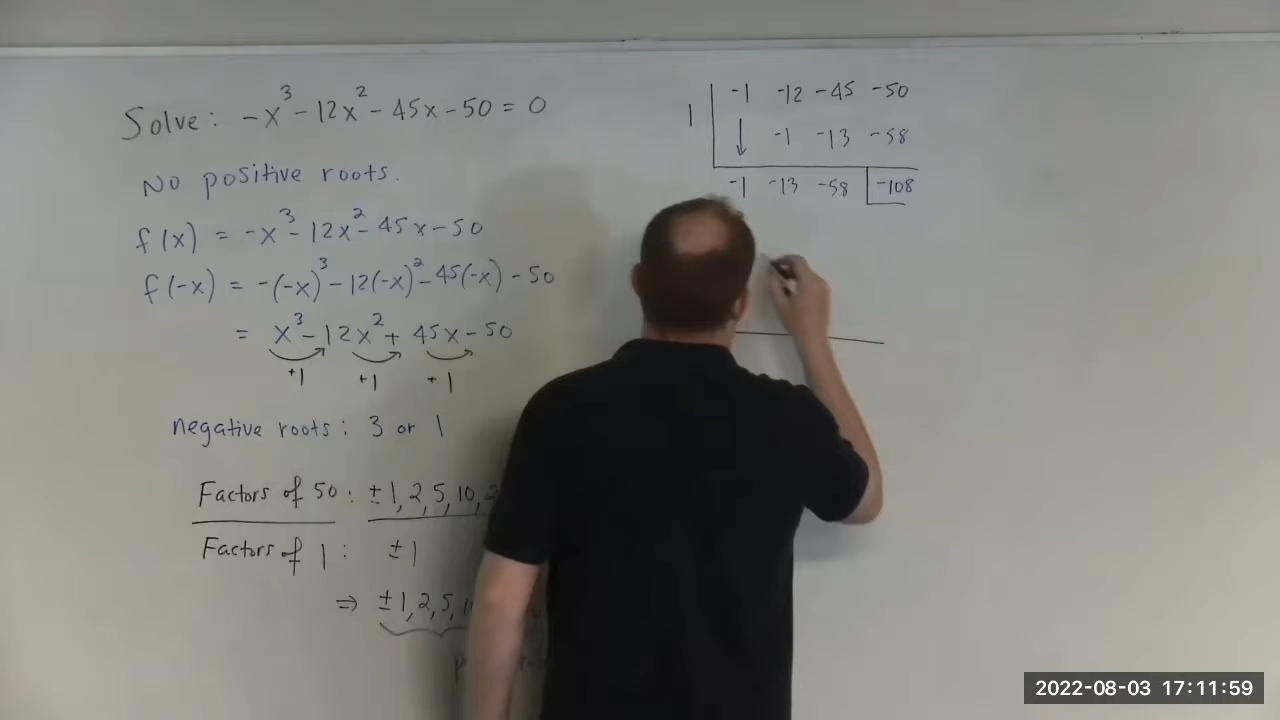 Solve: -x³ - 12x² - 45x - 50 = 0
No positive roots.
f(x) = -x³ - 12x² - 45x - 50
f(-x) = -(-x)³ - 12(-x)² - 45(-x) - 50
= x³ - 12x² + 45x - 50
+1 +1 +1
negative roots: 3 or 1
Factors of 50: ±1, 2, 5, 10,
Factors of 1: ±1
⇒ ±1, 2, 5,
1 | -1 -12 -45 -50
↓ -1 -13 -58
-1 -13 -58 |-108
2022-08-03 17:11:59